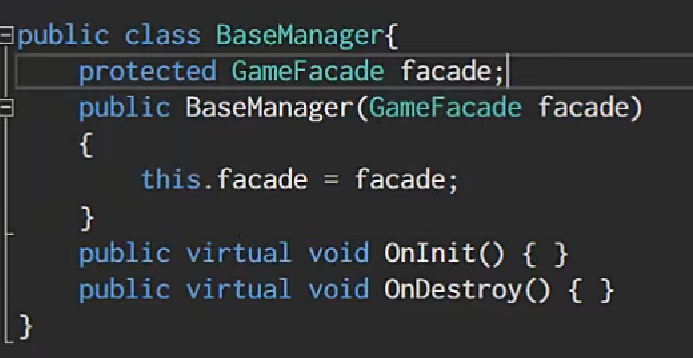 public class BaseManager{
    protected GameFacade facade;
    public BaseManager(GameFacade facade)
    {
        this.facade = facade;
    }
    public virtual void OnInit() { }
    public virtual void OnDestroy() { }
}